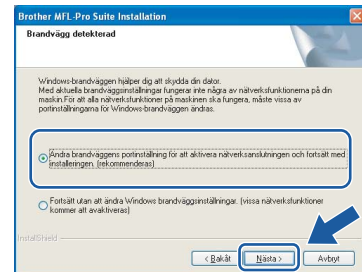 Brother MFL-Pro Suite Installation
Brandvägg detekterad
Windows-brandväggen hjälper dig att skydda din dator.
Med aktuella brandväggsinställningar fungerar inte några av nätverksfunktionerna på din
maskin.För att alla nätverksfunktionen på maskinen ska fungera, måste vissa av
portinställningarna för Windows-brandväggen ändras.
Ändra brandväggens portinställning för att aktivera nätverksanslutningen och fortsätt med
installeringen. (rekommenderas)
Fortsätt utan att ändra Windows brandväggsinställningar. (vissa nätverksfunktioner
kommer att avaktiveras)
InstallShield
< Bakåt
Nästa >
Avbryt